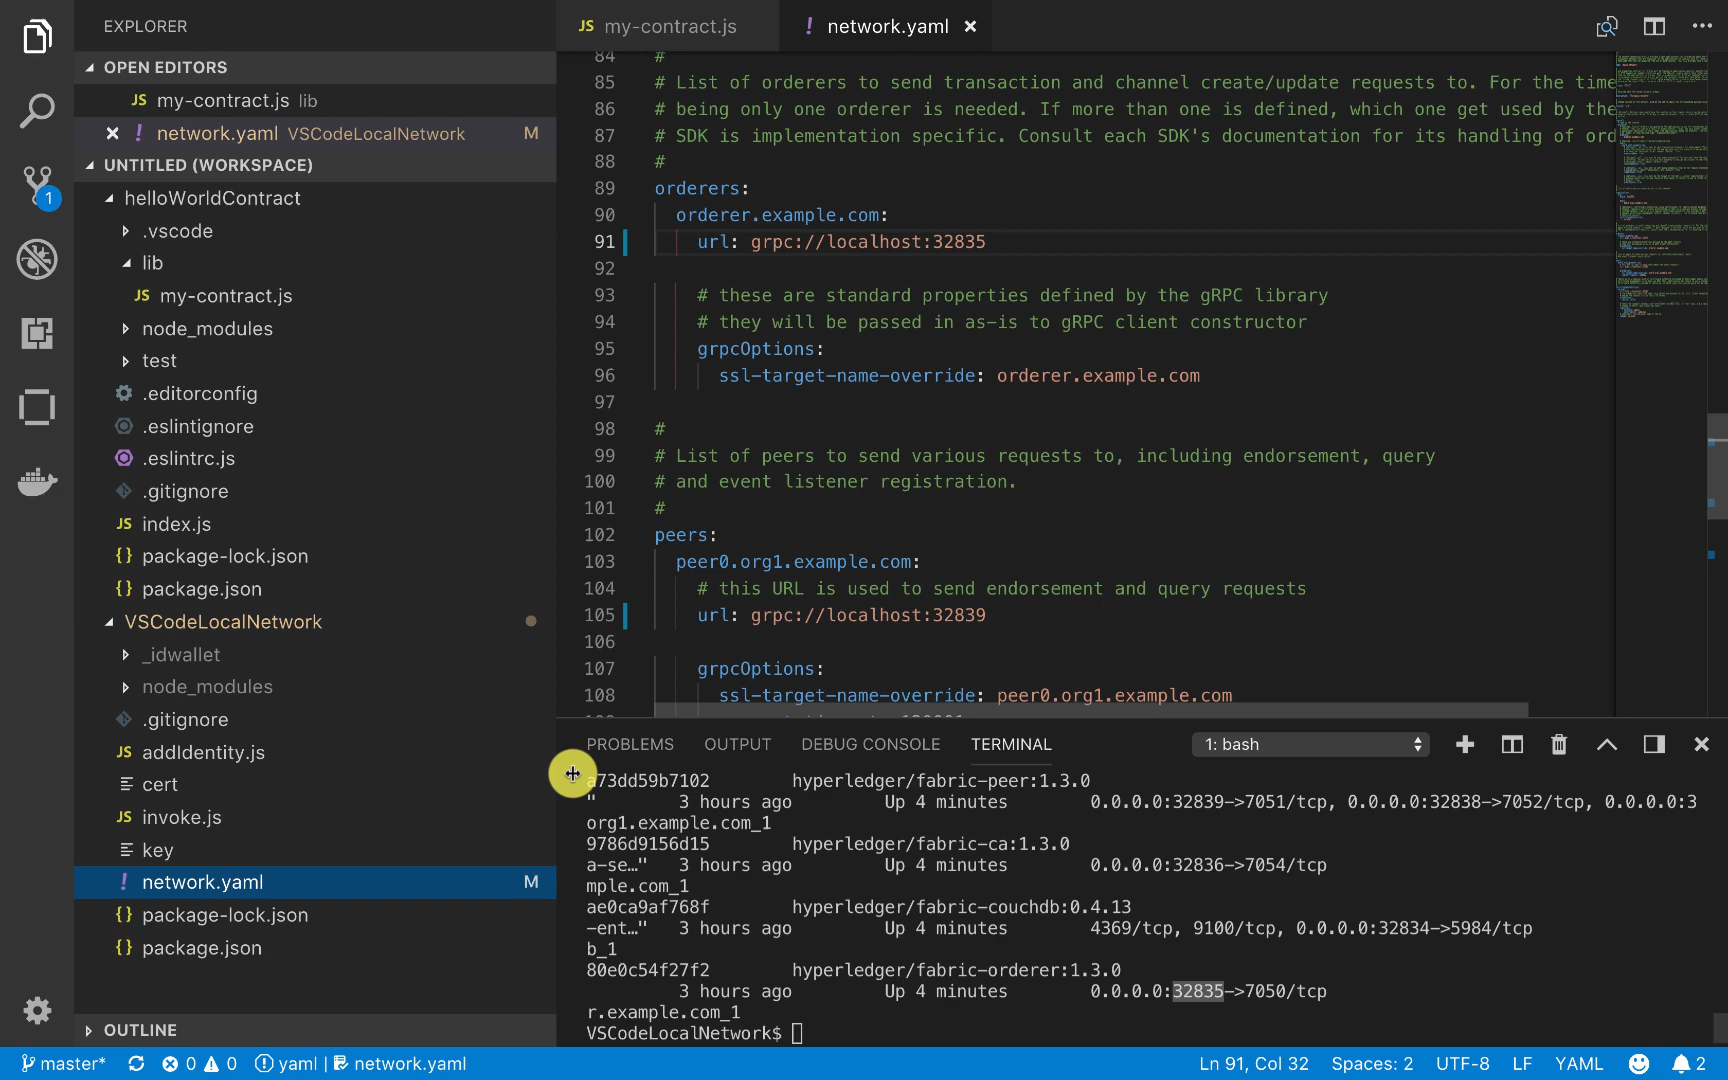 EXPLORER
OPEN EDITORS
JS my-contract.js lib
! network.yaml VSCodeLocalNetwork M
UNTITLED (WORKSPACE)
helloWorldContract
.vscode
lib
JS my-contract.js
node_modules
test
.editorconfig
.eslintignore
.eslintrc.js
.gitignore
JS index.js
{} package-lock.json
{} package.json
VSCodeLocalNetwork
_idwallet
node_modules
.gitignore
JS addIdentity.js
cert
JS invoke.js
key
! network.yaml M
{} package-lock.json
{} package.json
OUTLINE
1
JS my-contract.js
! network.yaml
84 #
85 # List of orderers to send transaction and channel create/update requests to. For the time
86 # being only one orderer is needed. If more than one is defined, which one get used by the
87 # SDK is implementation specific. Consult each SDK's documentation for its handling of ord
88 #
89 orderers:
90 orderer.example.com:
91 url: grpc://localhost:32835
92
93 # these are standard properties defined by the gRPC library
94 # they will be passed in as-is to gRPC client constructor
95 grpcOptions:
96 ssl-target-name-override: orderer.example.com
97
98 #
99 # List of peers to send various requests to, including endorsement, query
100 # and event listener registration.
101 #
102 peers:
103 peer0.org1.example.com:
104 # this URL is used to send endorsement and query requests
105 url: grpc://localhost:32839
106
107 grpcOptions:
108 ssl-target-name-override: peer0.org1.example.com
PROBLEMS OUTPUT DEBUG CONSOLE TERMINAL 1: bash
a73dd59b7102 hyperledger/fabric-peer:1.3.0
" 3 hours ago Up 4 minutes 0.0.0.0:32839->7051/tcp, 0.0.0.0:32838->7052/tcp, 0.0.0.0:3
org1.example.com_1
9786d9156d15 hyperledger/fabric-ca:1.3.0
a-se…" 3 hours ago Up 4 minutes 0.0.0.0:32836->7054/tcp
mple.com_1
ae0ca9af768f hyperledger/fabric-couchdb:0.4.13
-ent…" 3 hours ago Up 4 minutes 4369/tcp, 9100/tcp, 0.0.0.0:32834->5984/tcp
b_1
80e0c54f27f2 hyperledger/fabric-orderer:1.3.0
3 hours ago Up 4 minutes 0.0.0.0:32835->7050/tcp
r.example.com_1
VSCodeLocalNetwork$
master* 0 0 yaml | network.yaml Ln 91, Col 32 Spaces: 2 UTF-8 LF YAML 2